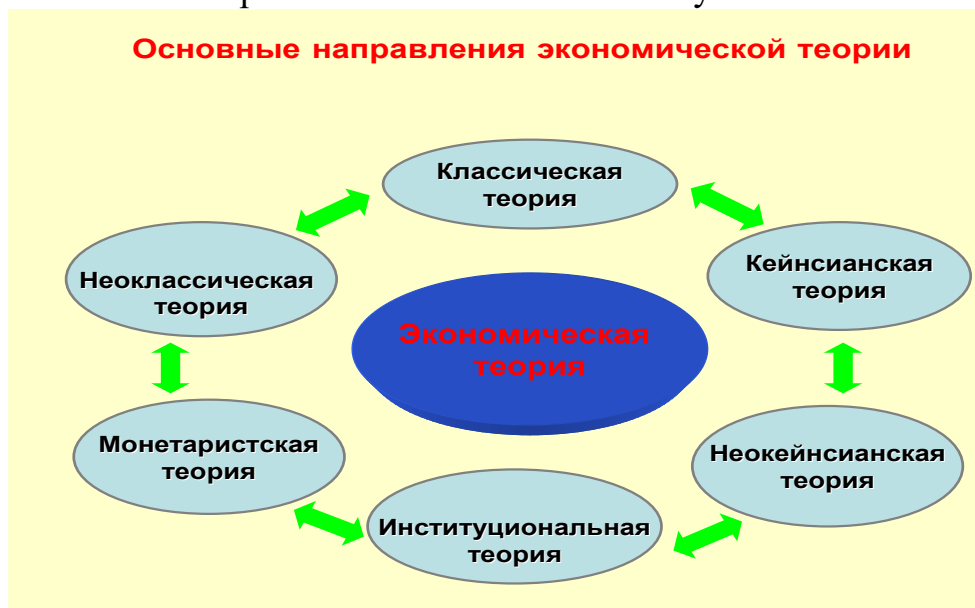 Основные направления экономической теории
Классическая
теория
Неоклассическая
теория
Кейнсианская
теория
Экономическая
теория
Монетаристская
теория
Неокейнсианская
теория
Институциональная
теория